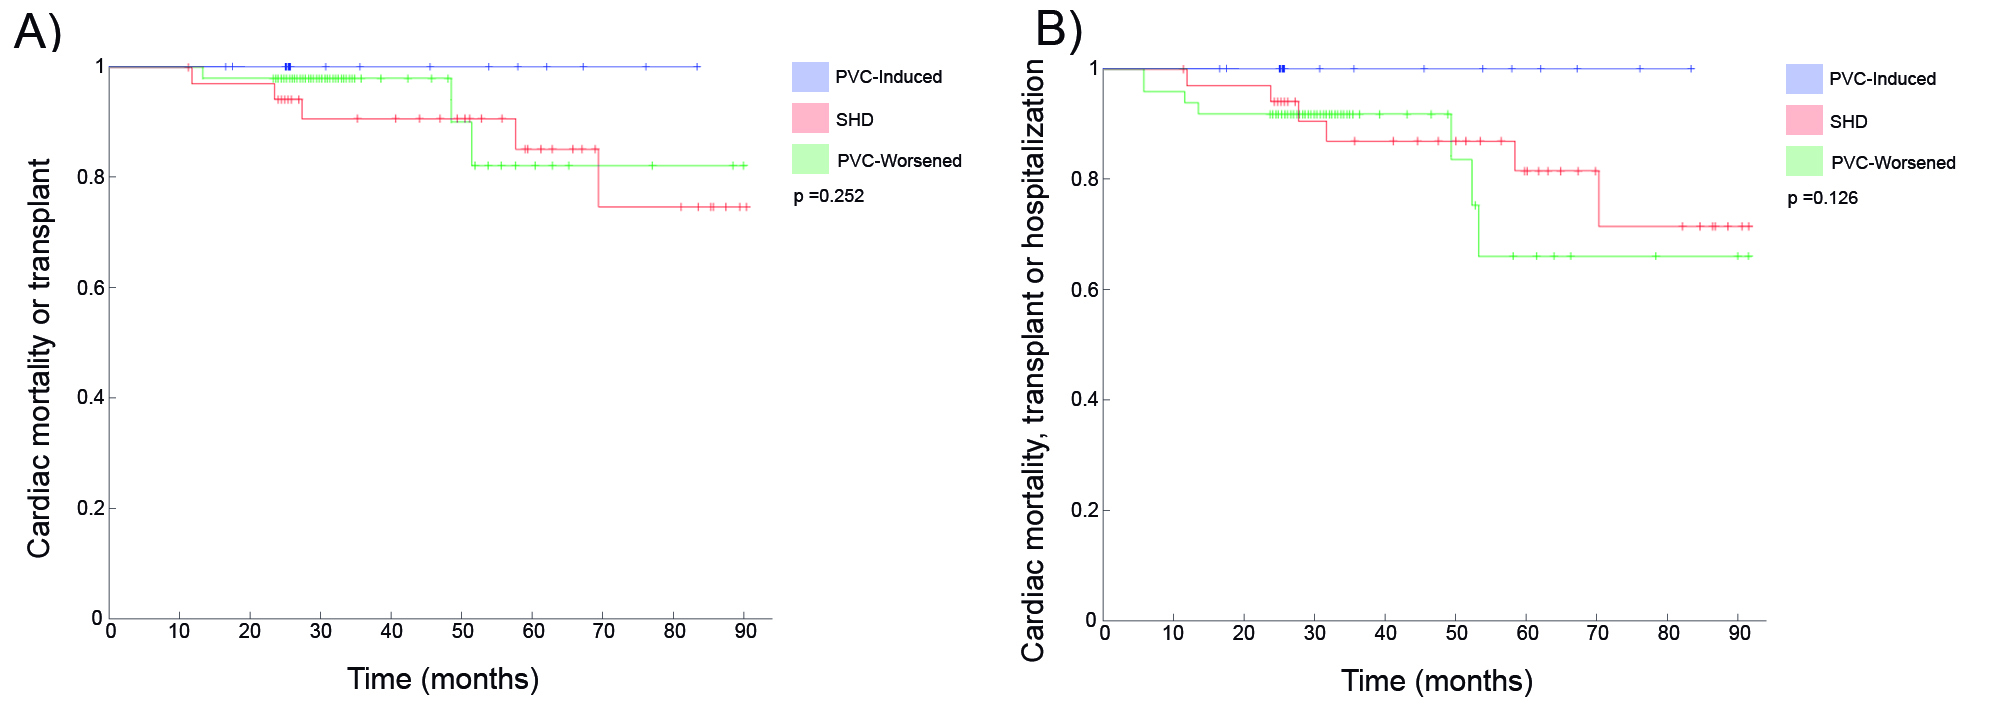 A)
Cardiac mortality or transplant
1
0.8
0.6
0.4
0.2
0
0 10 20 30 40 50 60 70 80 90
Time (months)
PVC-Induced
SHD
PVC-Worsened
p =0.252
B)
Cardiac mortality, transplant or hospitalization
1
0.8
0.6
0.4
0.2
0
0 10 20 30 40 50 60 70 80 90
Time (months)
PVC-Induced
SHD
PVC-Worsened
p =0.126